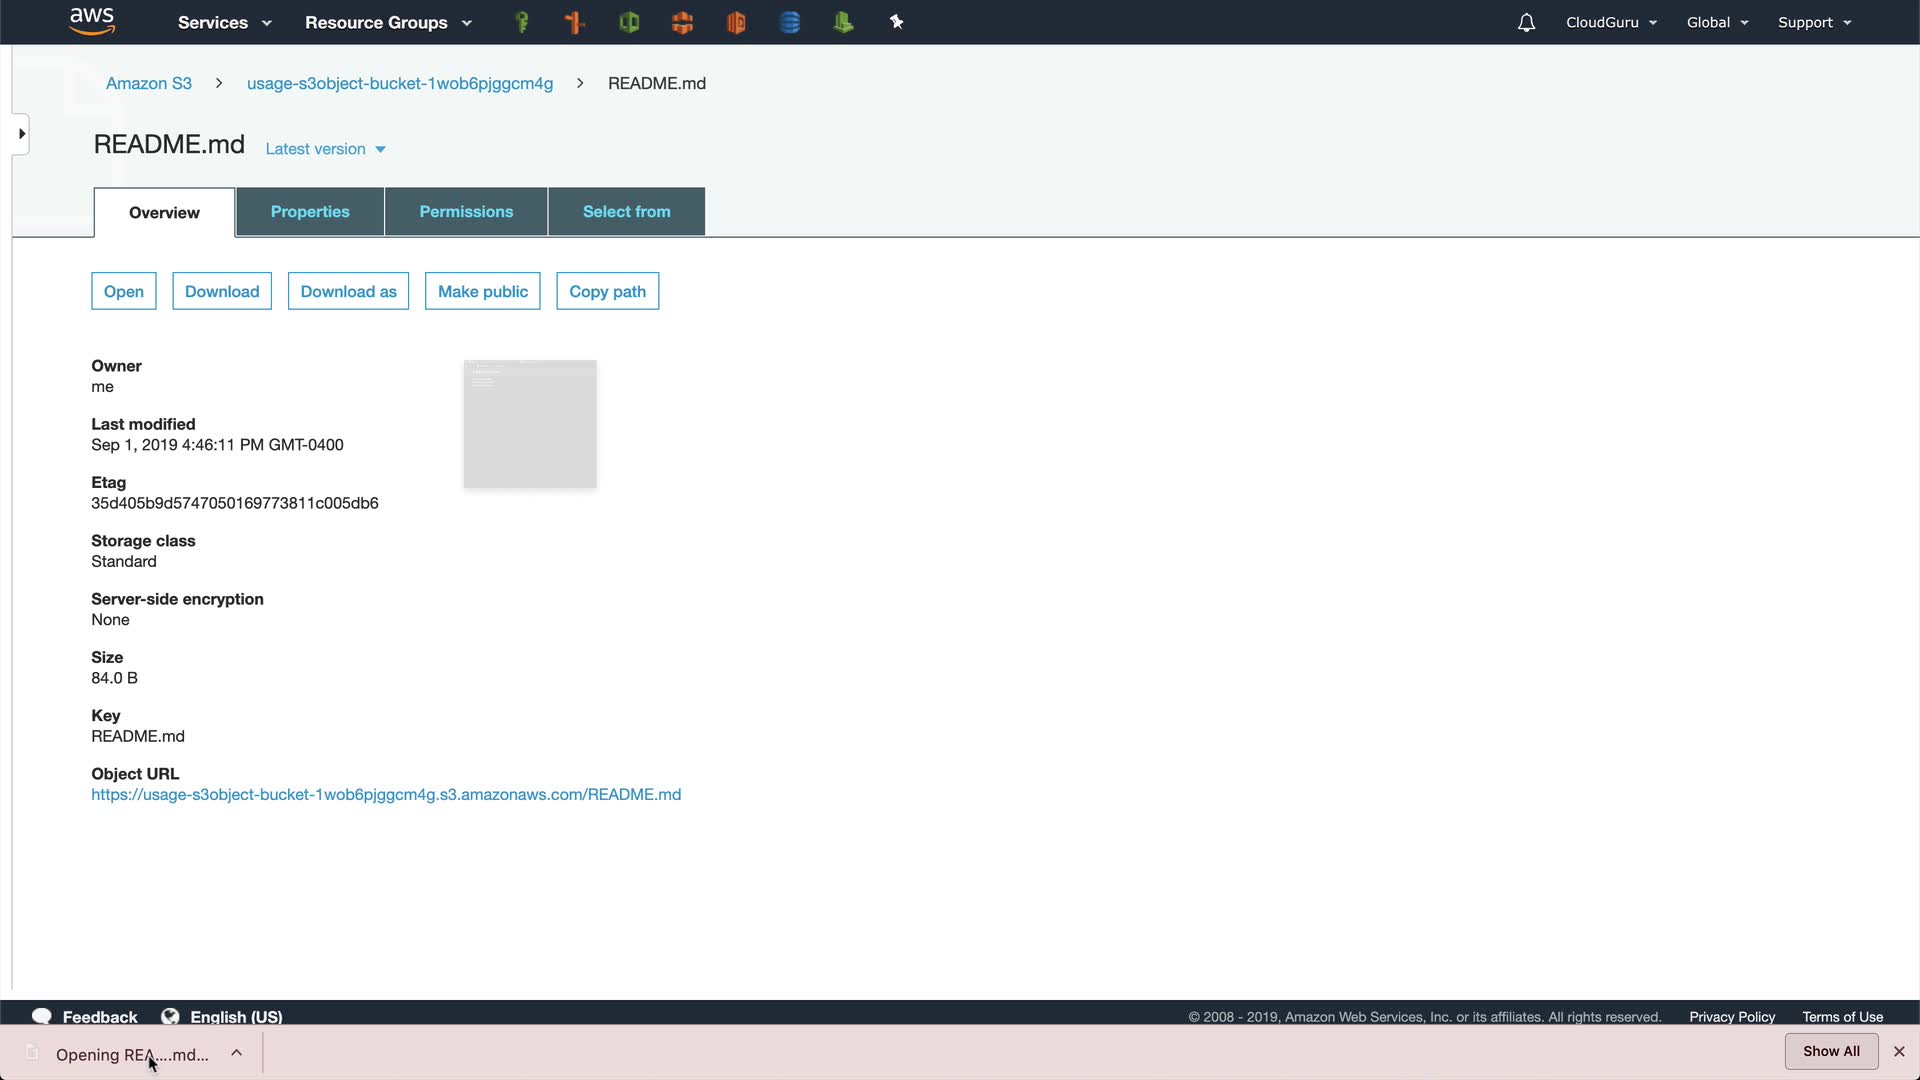 aws Services Resource Groups CloudGuru Global Support
Amazon S3 > usage-s3object-bucket-1wob6pjggcm4g > README.md
README.md Latest version
Overview Properties Permissions Select from
Open Download Download as Make public Copy path
Owner
me
Last modified
Sep 1, 2019 4:46:11 PM GMT-0400
Etag
35d405b9d5747050169773811c005db6
Storage class
Standard
Server-side encryption
None
Size
84.0 B
Key
README.md
Object URL
https://usage-s3object-bucket-1wob6pjggcm4g.s3.amazonaws.com/README.md
Feedback English (US) © 2008 - 2019, Amazon Web Services, Inc. or its affiliates. All rights reserved. Privacy Policy Terms of Use
Opening REA....md... Show All